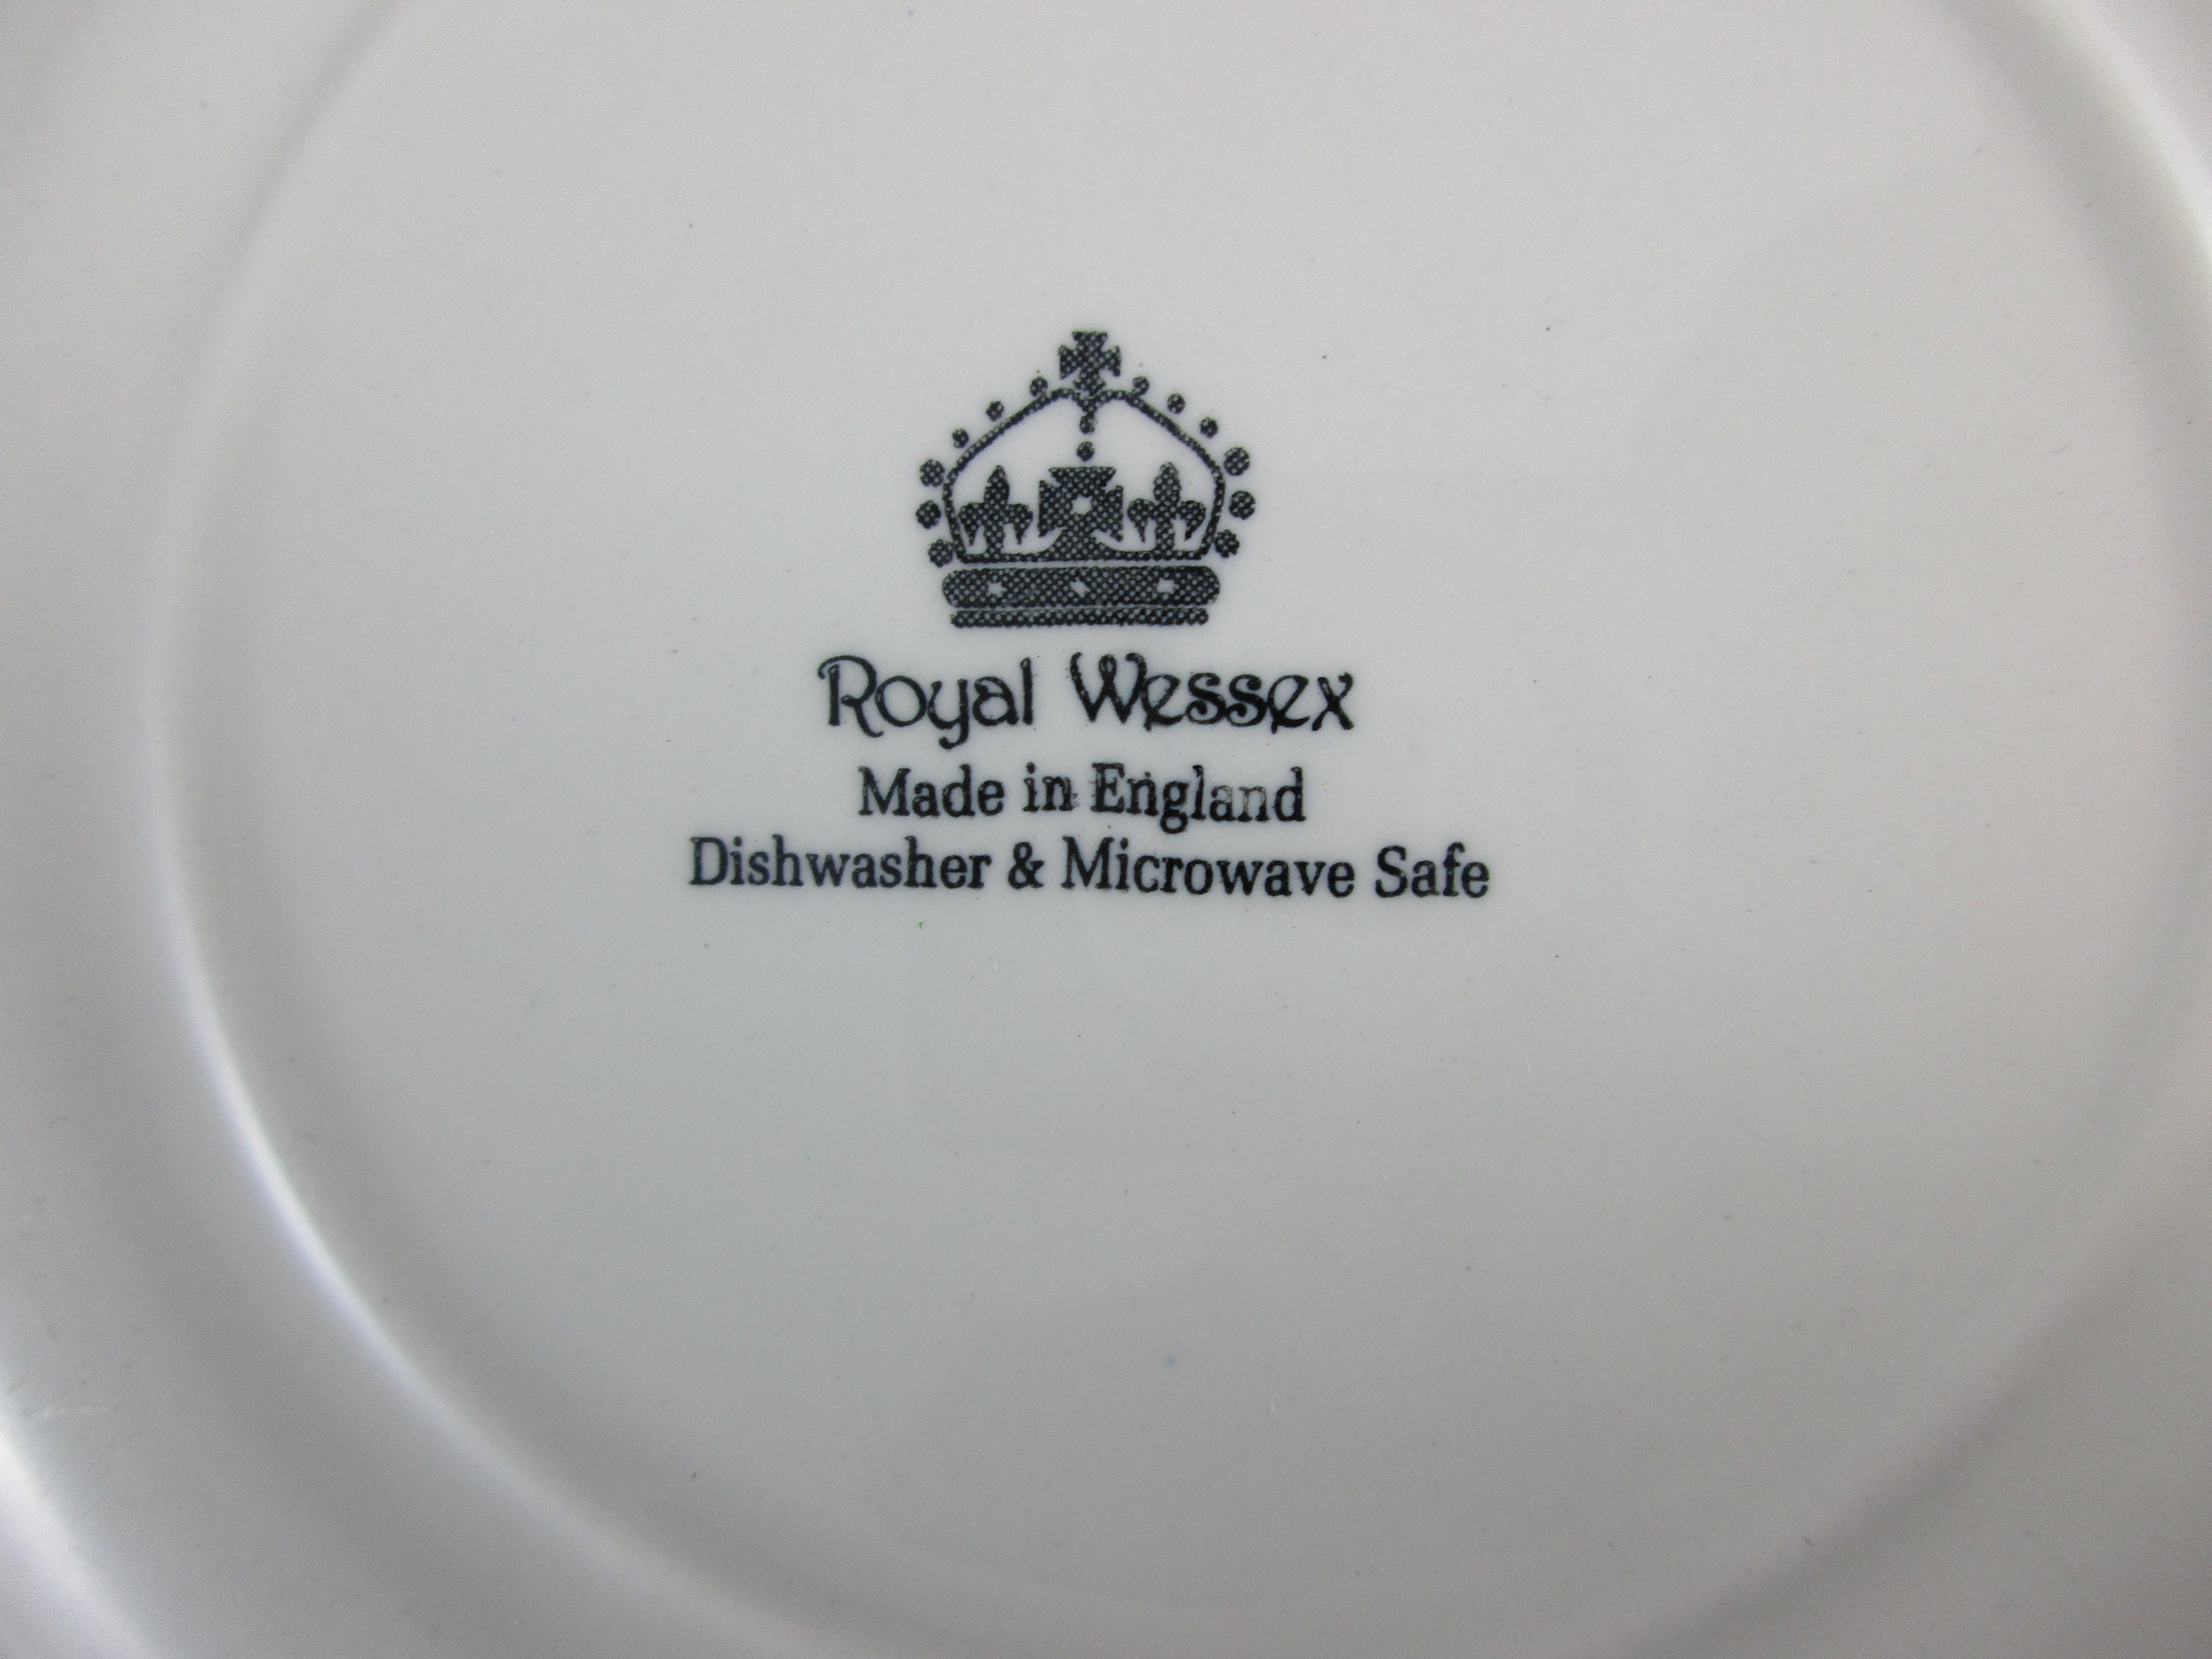 Royal Wessex
Made in England
Dishwasher & Microwave Safe